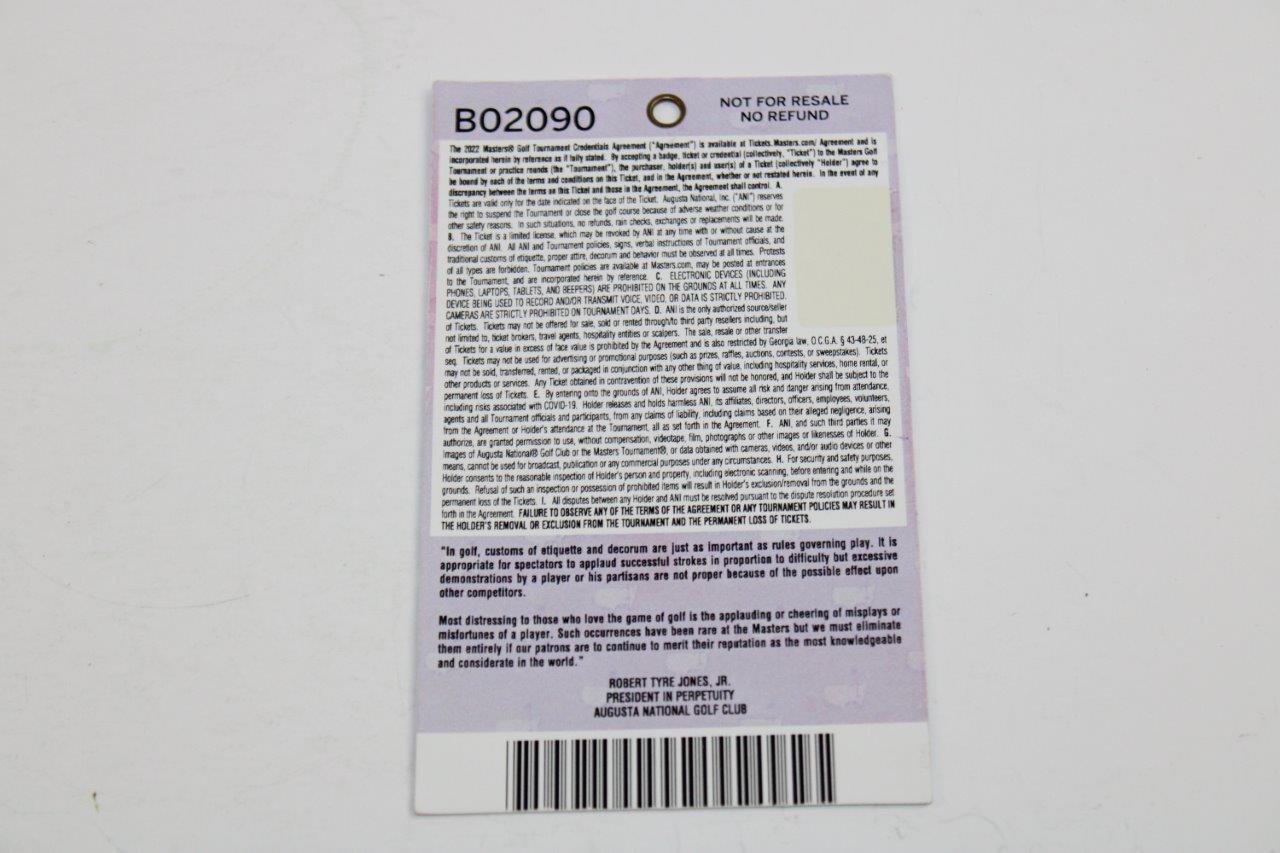 B02090
NOT FOR RESALE
NO REFUND
The 2022 Masters® Golf Tournament Credentials Agreement ("Agreement") is available at Tickets.Masters.com/ Agreement and is
incorporated herein by reference as if fully stated. By accepting a badge, ticket or credential (collectively, "Ticket") to the Masters Golf
Tournament or practice rounds (the "Tournament"), the purchaser, holder(s) and user(s) of a Ticket (collectively "Holder") agree to
be bound by each of the terms and conditions on this Ticket, and in the Agreement, whether or not restated herein. In the event of any
discrepancy between the terms on this Ticket and those in the Agreement, the Agreement shall control. A.
Tickets are valid only for the date indicated on the face of the Ticket. Augusta National, Inc. ("ANI") reserves
the right to suspend the Tournament or close the golf course because of adverse weather conditions or for
other safety reasons. In such situations, no refunds, rain checks, exchanges or replacements will be made.
B. The Ticket is a limited license, which may be revoked by ANI at any time with or without cause at the
discretion of ANI. All ANI and Tournament policies, signs, verbal instructions of Tournament officials, and
traditional customs of etiquette, proper attire, decorum and behavior must be observed at all times. Protests
of all types are forbidden. Tournament policies are available at Masters.com, may be posted at entrances
to the Tournament, and are incorporated herein by reference. C. ELECTRONIC DEVICES (INCLUDING
PHONES, LAPTOPS, TABLETS, AND BEEPERS) ARE PROHIBITED ON THE GROUNDS AT ALL TIMES. ANY
DEVICE BEING USED TO RECORD AND/OR TRANSMIT VOICE, VIDEO, OR DATA IS STRICTLY PROHIBITED.
CAMERAS ARE STRICTLY PROHIBITED ON TOURNAMENT DAYS. D. ANI is the only authorized source/seller
of Tickets. Tickets may not be offered for sale, sold or rented through/to third party resellers including, but
not limited to, ticket brokers, travel agents, hospitality entities or scalpers. The sale, resale or other transfer
of Tickets for a value in excess of face value is prohibited by the Agreement and is also restricted by Georgia law, O.C.G.A. § 43-4B-25, et
seq. Tickets may not be used for advertising or promotional purposes (such as prizes, raffles, auctions, contests, or sweepstakes). Tickets
may not be sold, transferred, rented, or packaged in conjunction with any other thing of value, including hospitality services, home rental, or
other products or services. Any Ticket obtained in contravention of these provisions will not be honored, and Holder shall be subject to the
permanent loss of Tickets. E. By entering onto the grounds of ANI, Holder agrees to assume all risk and danger arising from attendance,
including risks associated with COVID-19. Holder releases and holds harmless ANI, its affiliates, directors, officers, employees, volunteers,
agents and all Tournament officials and participants, from any claims of liability, including claims based on their alleged negligence, arising
from the Agreement or Holder's attendance at the Tournament, all as set forth in the Agreement. F. ANI, and such third parties it may
authorize, are granted permission to use, without compensation, videotape, film, photographs or other images or likenesses of Holder. G.
Images of Augusta National® Golf Club or the Masters Tournament®, or data obtained with cameras, videos, and/or audio devices or other
means, cannot be used for broadcast, publication or any commercial purposes under any circumstances. H. For security and safety purposes,
Holder consents to the reasonable inspection of Holder's person and property, including electronic scanning, before entering and while on the
grounds. Refusal of such an inspection or possession of prohibited items will result in Holder's exclusion/removal from the grounds and the
permanent loss of the Tickets. I. All disputes between any Holder and ANI must be resolved pursuant to the dispute resolution procedure set
forth in the Agreement. FAILURE TO OBSERVE ANY OF THE TERMS OF THE AGREEMENT OR ANY TOURNAMENT POLICIES MAY RESULT IN
THE HOLDER'S REMOVAL OR EXCLUSION FROM THE TOURNAMENT AND THE PERMANENT LOSS OF TICKETS.
"In golf, customs of etiquette and decorum are just as important as rules governing play. It is
appropriate for spectators to applaud successful strokes in proportion to difficulty but excessive
demonstrations by a player or his partisans are not proper because of the possible effect upon
other competitors.
Most distressing to those who love the game of golf is the applauding or cheering of misplays or
misfortunes of a player. Such occurrences have been rare at the Masters but we must eliminate
them entirely if our patrons are to continue to merit their reputation as the most knowledgeable
and considerate in the world."
ROBERT TYRE JONES, JR.
PRESIDENT IN PERPETUITY
AUGUSTA NATIONAL GOLF CLUB